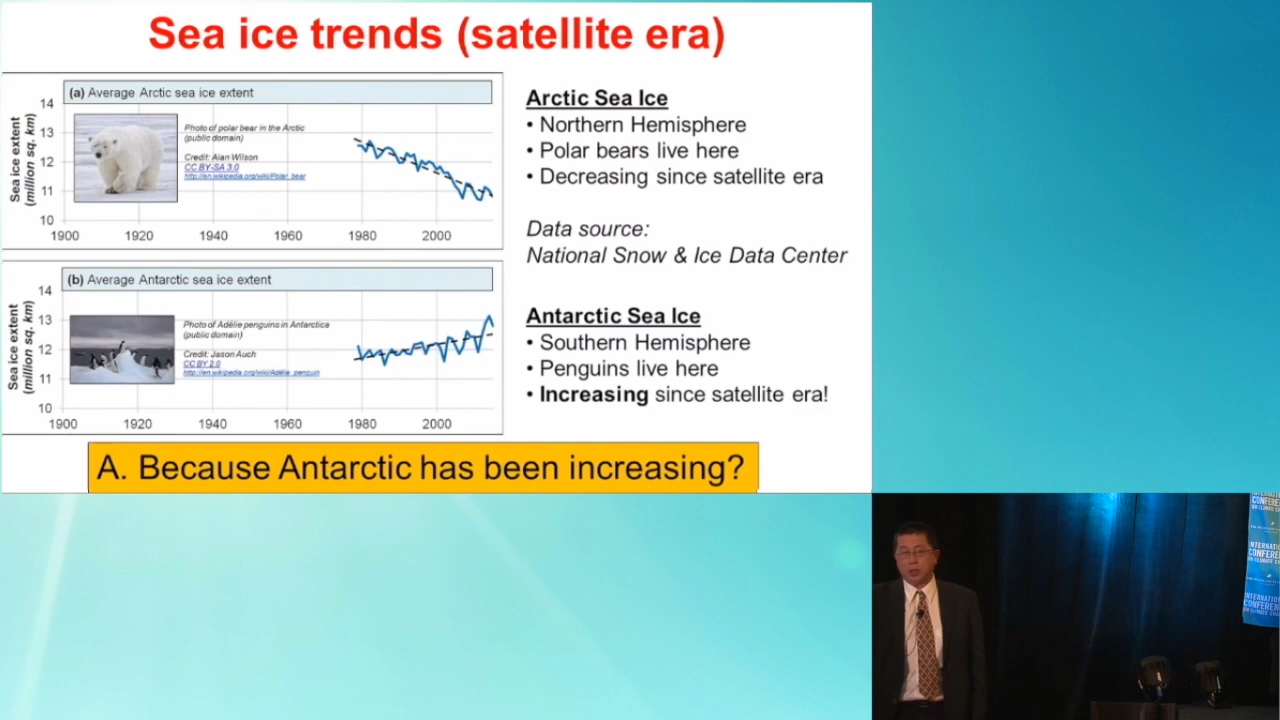 Sea ice trends (satellite era)
(a) Average Arctic sea ice extent
Sea ice extent
(million sq. km)
14
13
12
11
10
1900
1920
1940
1960
1980
2000
Photo of polar bear in the Arctic
(public domain)
Credit: Alan Wilson
CC BY-SA 3.0
http://en.wikipedia.org/wiki/Polar_bear
Arctic Sea Ice
• Northern Hemisphere
• Polar bears live here
• Decreasing since satellite era
Data source:
National Snow & Ice Data Center
(b) Average Antarctic sea ice extent
Sea ice extent
(million sq. km)
14
13
12
11
10
1900
1920
1940
1960
1980
2000
Photo of Adélie penguins in Antarctica
(public domain)
Credit: Jason Auch
CC BY 2.0
http://en.wikipedia.org/wiki/Adélie_penguin
Antarctic Sea Ice
• Southern Hemisphere
• Penguins live here
• Increasing since satellite era!
A. Because Antarctic has been increasing?